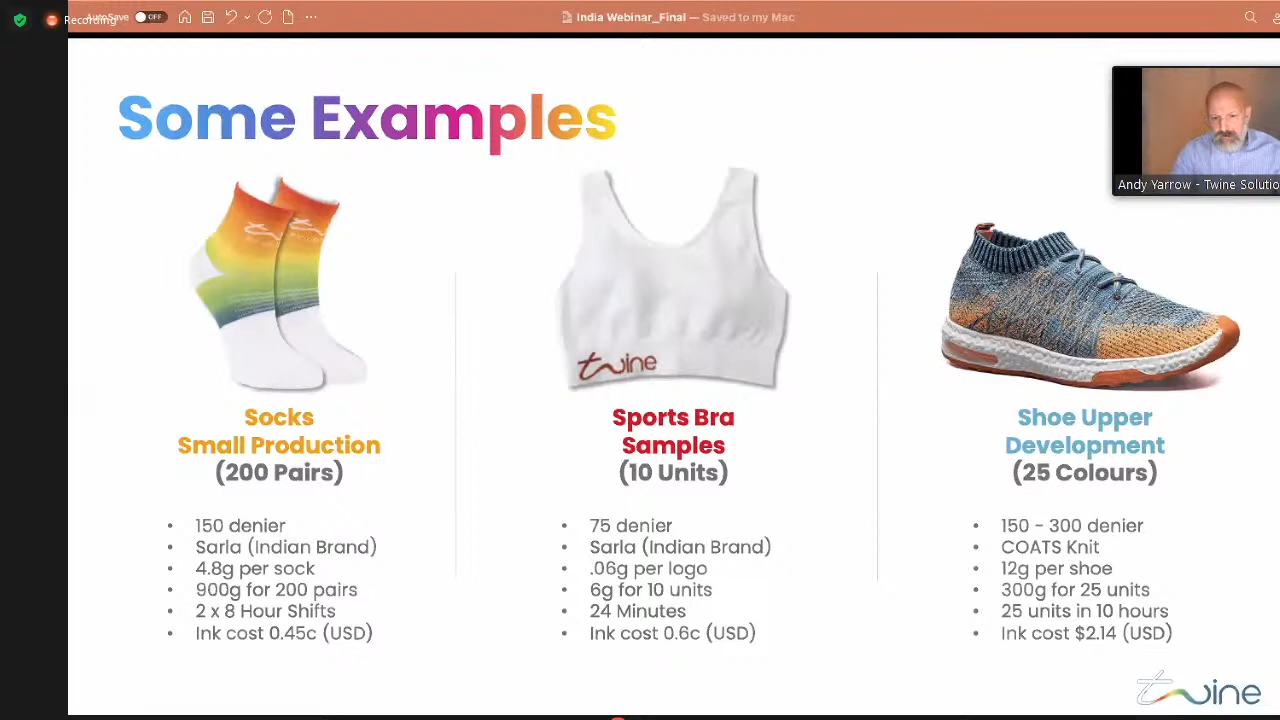 AutoSave OFF
Recording
India Webinar_Final — Saved to my Mac
Some Examples
Andy Yarrow - Twine Solutio
twine
Socks
Small Production
(200 Pairs)
• 150 denier
• Sarla (Indian Brand)
• 4.8g per sock
• 900g for 200 pairs
• 2 x 8 Hour Shifts
• Ink cost 0.45c (USD)
Sports Bra
Samples
(10 Units)
• 75 denier
• Sarla (Indian Brand)
• .06g per logo
• 6g for 10 units
• 24 Minutes
• Ink cost 0.6c (USD)
Shoe Upper
Development
(25 Colours)
• 150 - 300 denier
• COATS Knit
• 12g per shoe
• 300g for 25 units
• 25 units in 10 hours
• Ink cost $2.14 (USD)
twine